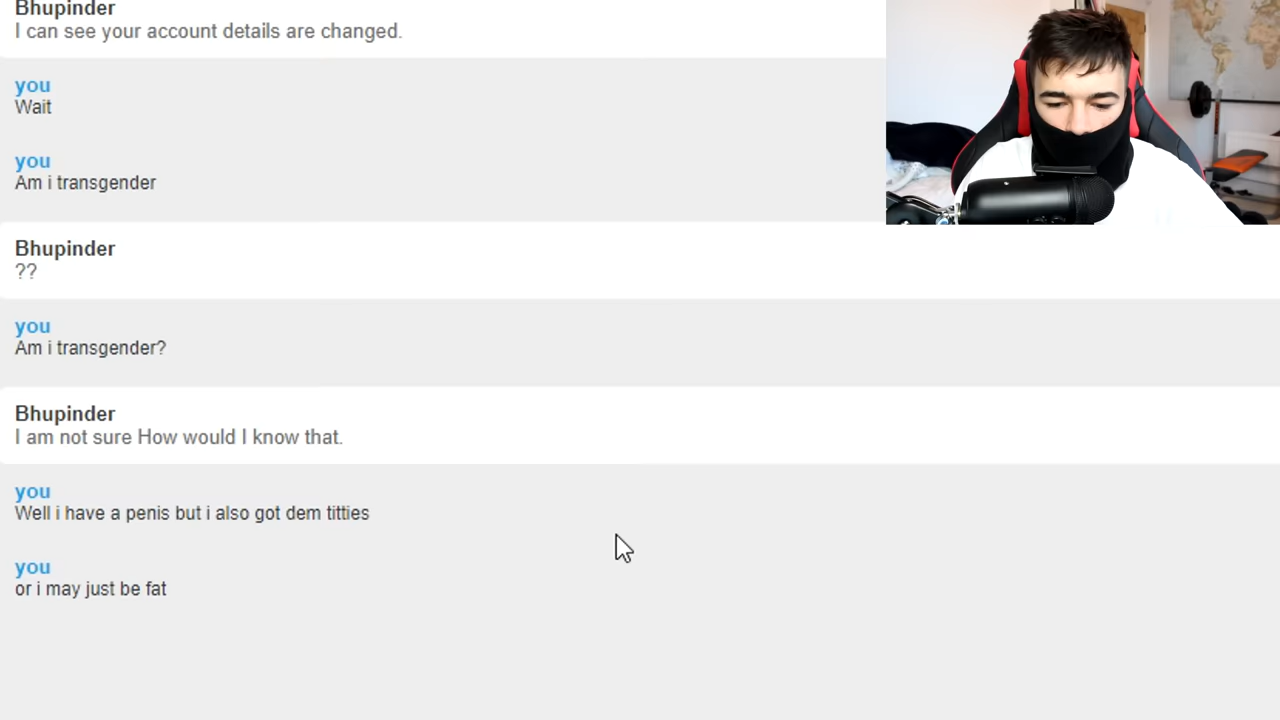 Bhupinder
I can see your account details are changed.
you
Wait
you
Am i transgender
Bhupinder
??
you
Am i transgender?
Bhupinder
I am not sure How would I know that.
you
Well i have a penis but i also got dem titties
you
or i may just be fat